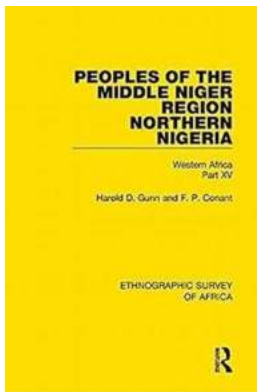 PEOPLES OF THE
MIDDLE NIGER
REGION
NORTHERN
NIGERIA
Western Africa
Part XV
Harold D. Gunn and F. P. Conant
ETHNOGRAPHIC SURVEY
OF AFRICA
R